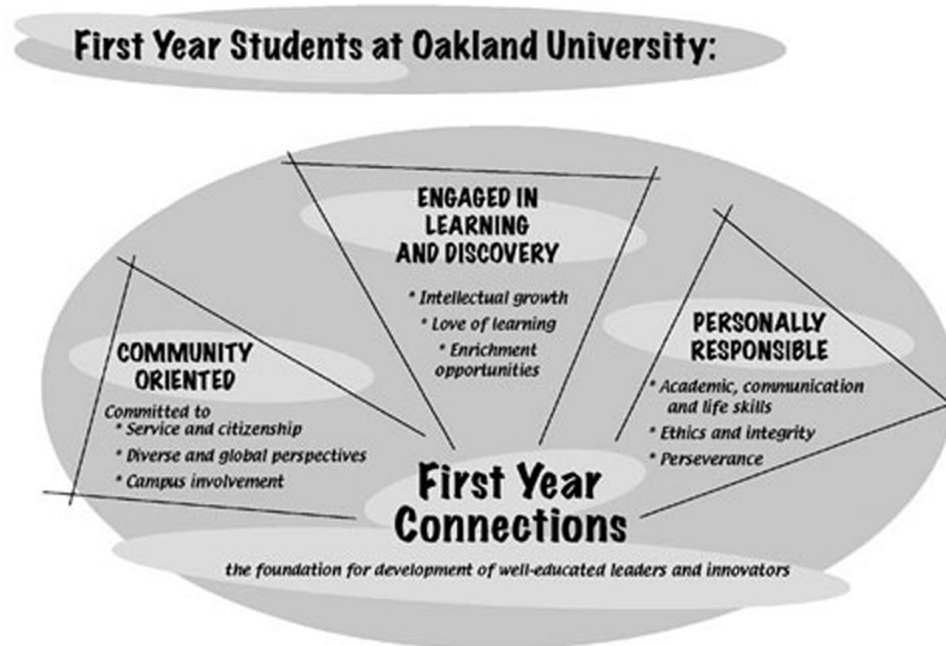 First Year Students at Oakland University:
ENGAGED IN
LEARNING
AND DISCOVERY
* Intellectual growth
* Love of learning
* Enrichment
opportunities
COMMUNITY
ORIENTED
Committed to
* Service and citizenship
* Diverse and global perspectives
* Campus involvement
PERSONALLY
RESPONSIBLE
* Academic, communication
and life skills
* Ethics and integrity
* Perseverance
First Year
Connections
the foundation for development of well-educated leaders and innovators